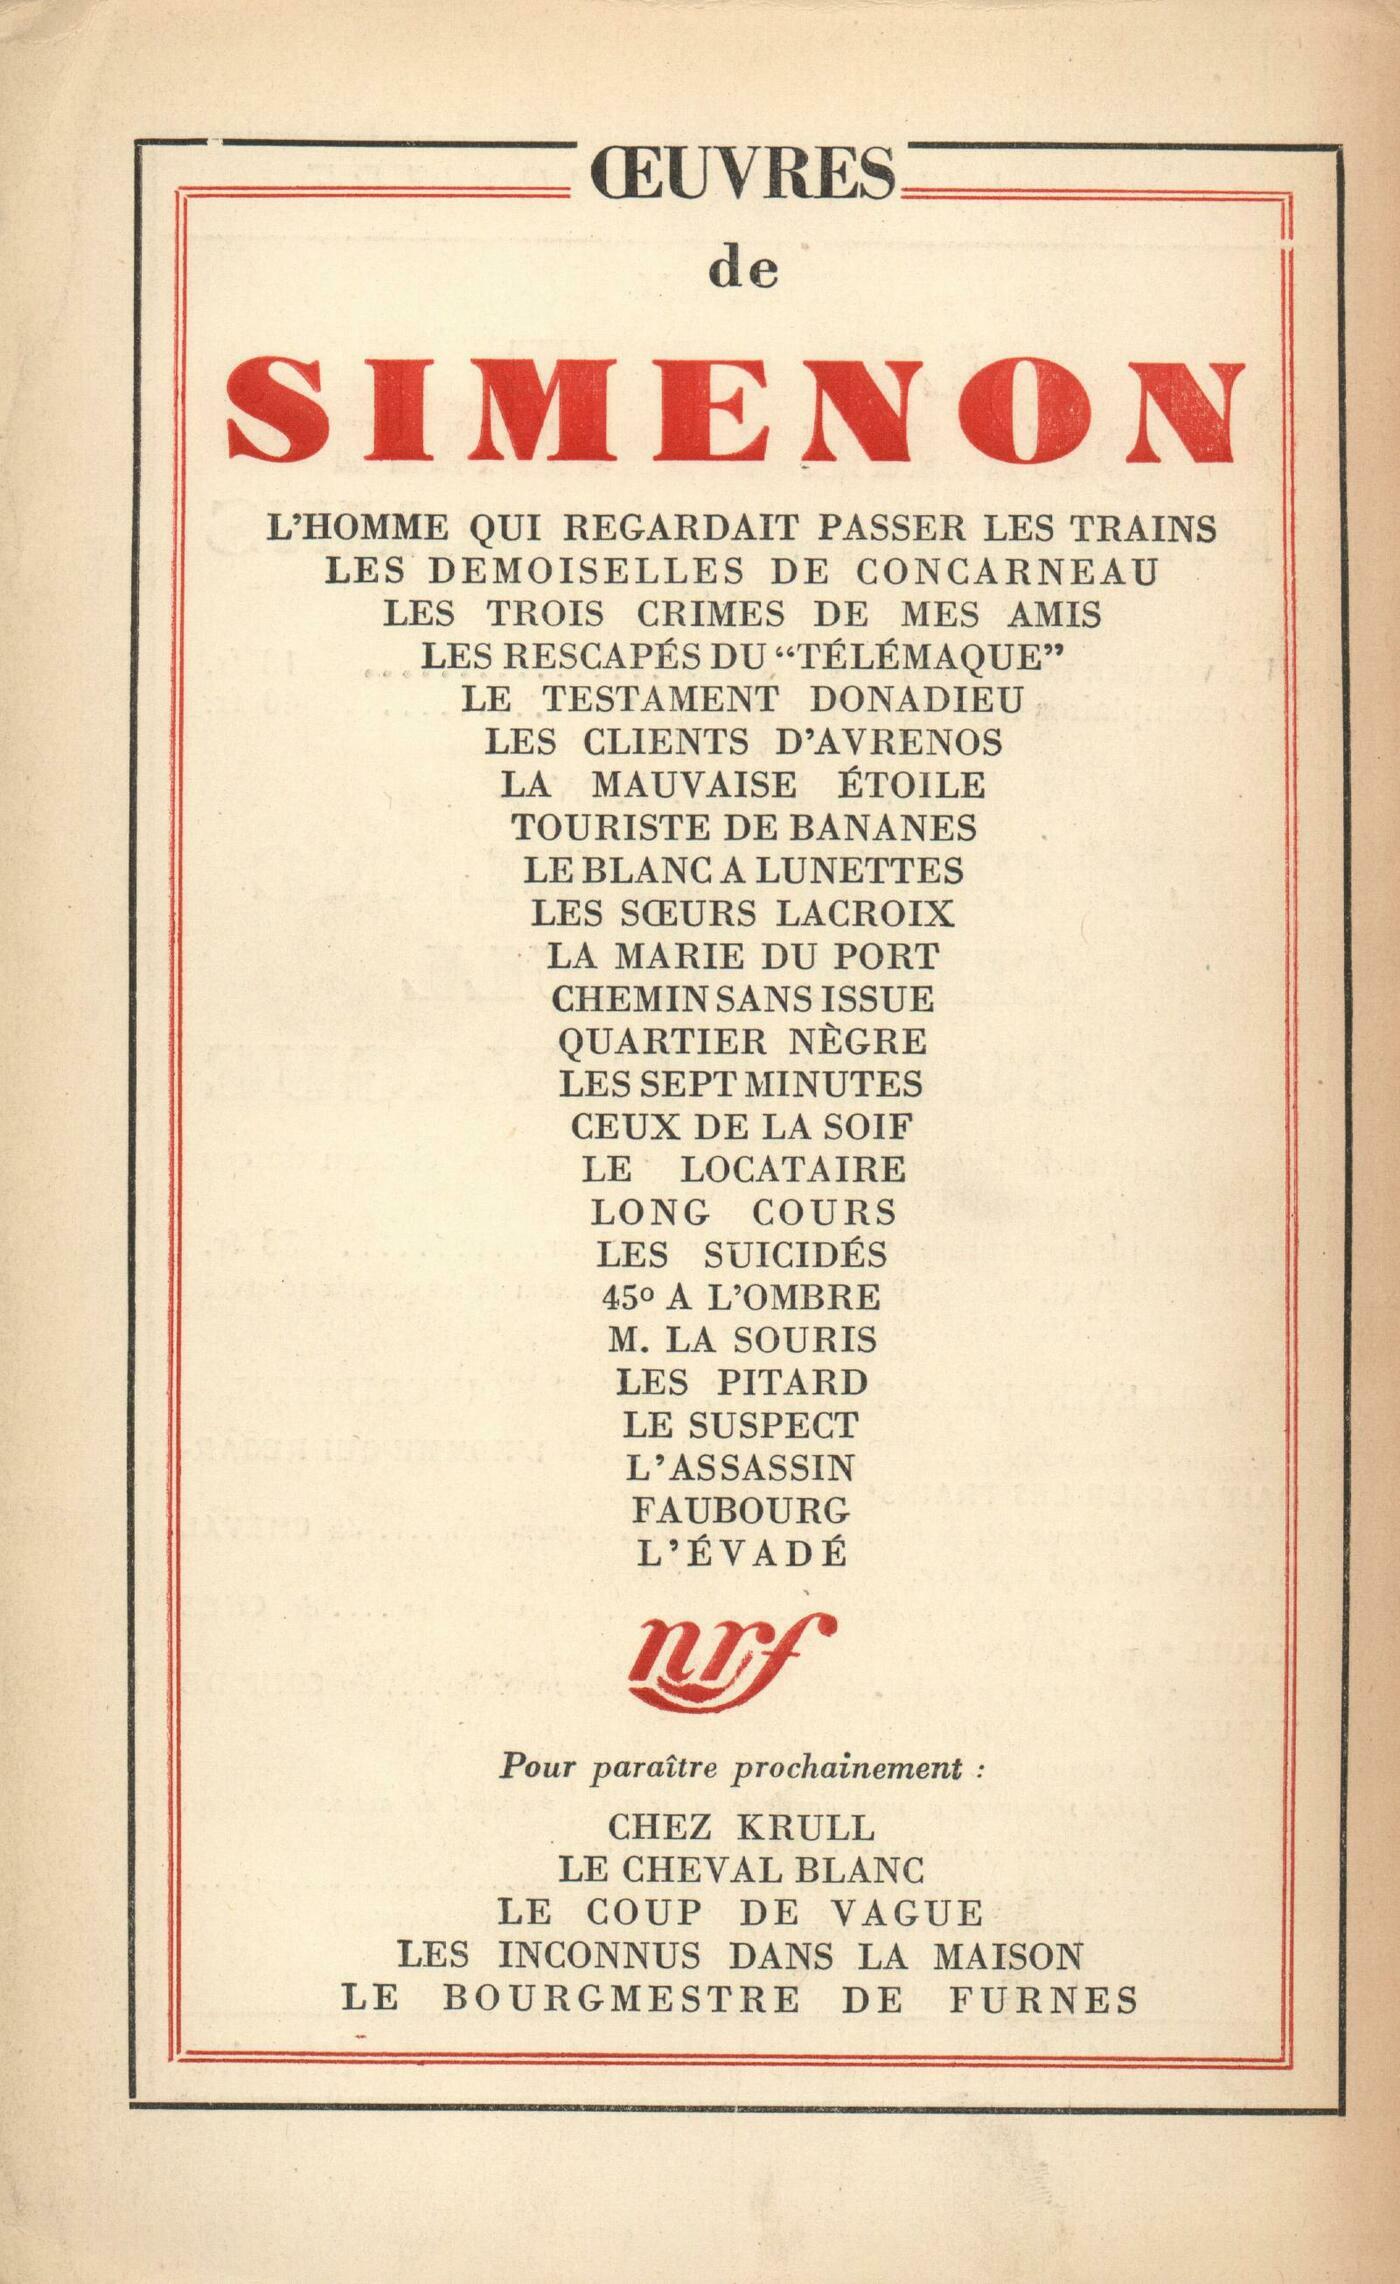 ŒUVRES
de
SIMENON
L'HOMME QUI REGARDAIT PASSER LES TRAINS
LES DEMOISELLES DE CONCARNEAU
LES TROIS CRIMES DE MES AMIS
LES RESCAPÉS DU “TÉLÉMAQUE”
LE TESTAMENT DONADIEU
LES CLIENTS D'AVRENOS
LA MAUVAISE ÉTOILE
TOURISTE DE BANANES
LE BLANC A LUNETTES
LES SŒURS LACROIX
LA MARIE DU PORT
CHEMIN SANS ISSUE
QUARTIER NÈGRE
LES SEPT MINUTES
CEUX DE LA SOIF
LE LOCATAIRE
LONG COURS
LES SUICIDÉS
45º A L'OMBRE
M. LA SOURIS
LES PITARD
LE SUSPECT
L'ASSASSIN
FAUBOURG
L'ÉVADÉ
nrf
Pour paraître prochainement :
CHEZ KRULL
LE CHEVAL BLANC
LE COUP DE VAGUE
LES INCONNUS DANS LA MAISON
LE BOURGMESTRE DE FURNES